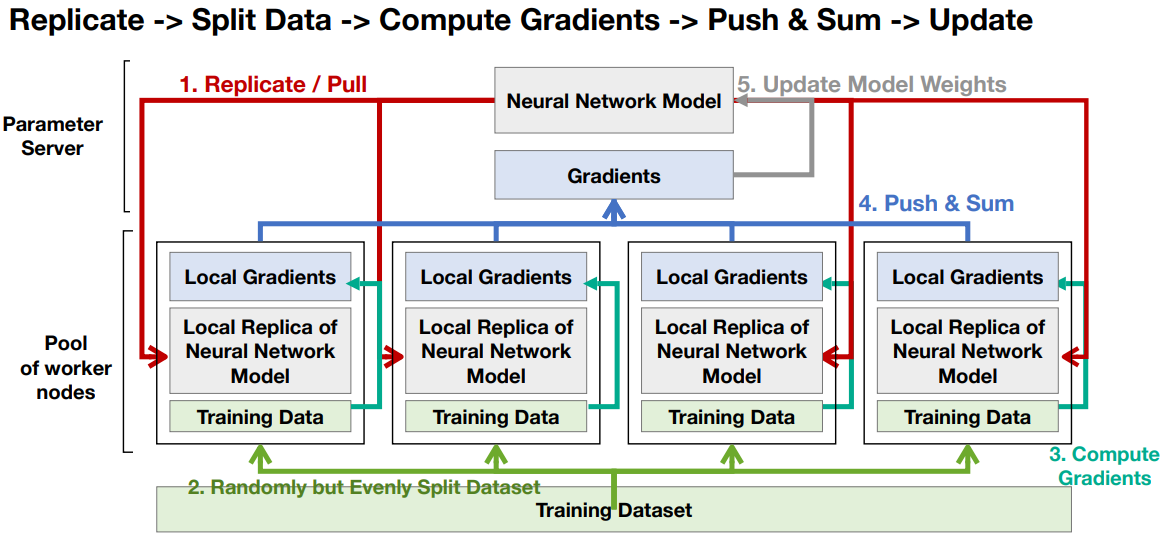 Replicate -> Split Data -> Compute Gradients -> Push & Sum -> Update
1. Replicate / Pull
Neural Network Model
5. Update Model Weights
Parameter
Server
Gradients
4. Push & Sum
Local Gradients
Local Gradients
Local Gradients
Local Gradients
Pool
of worker
nodes
Local Replica of
Neural Network
Model
Local Replica of
Neural Network
Model
Local Replica of
Neural Network
Model
Local Replica of
Neural Network
Model
Training Data
Training Data
Training Data
Training Data
3. Compute
Gradients
2. Randomly but Evenly Split Dataset
Training Dataset